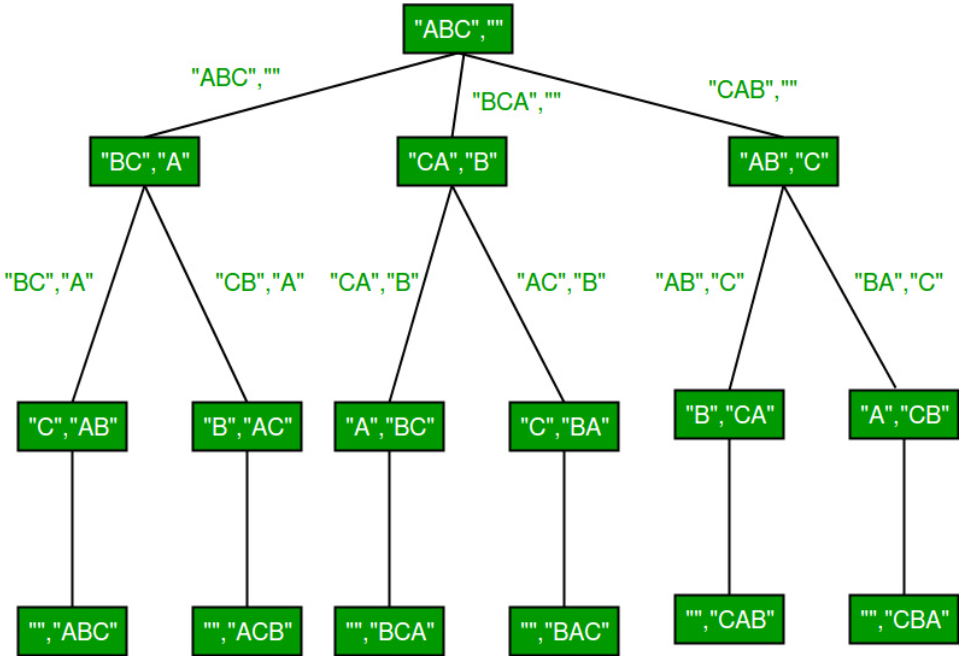 "ABC",""
"ABC",""
"BCA",""
"CAB",""
"BC","A"
"CA","B"
"AB","C"
"BC","A"
"CB","A"
"CA","B"
"AC","B"
"AB","C"
"BA","C"
"C","AB"
"B","AC"
"A","BC"
"C","BA"
"B","CA"
"A","CB"
"","ABC"
"","ACB"
"","BCA"
"","BAC"
"","CAB"
"","CBA"